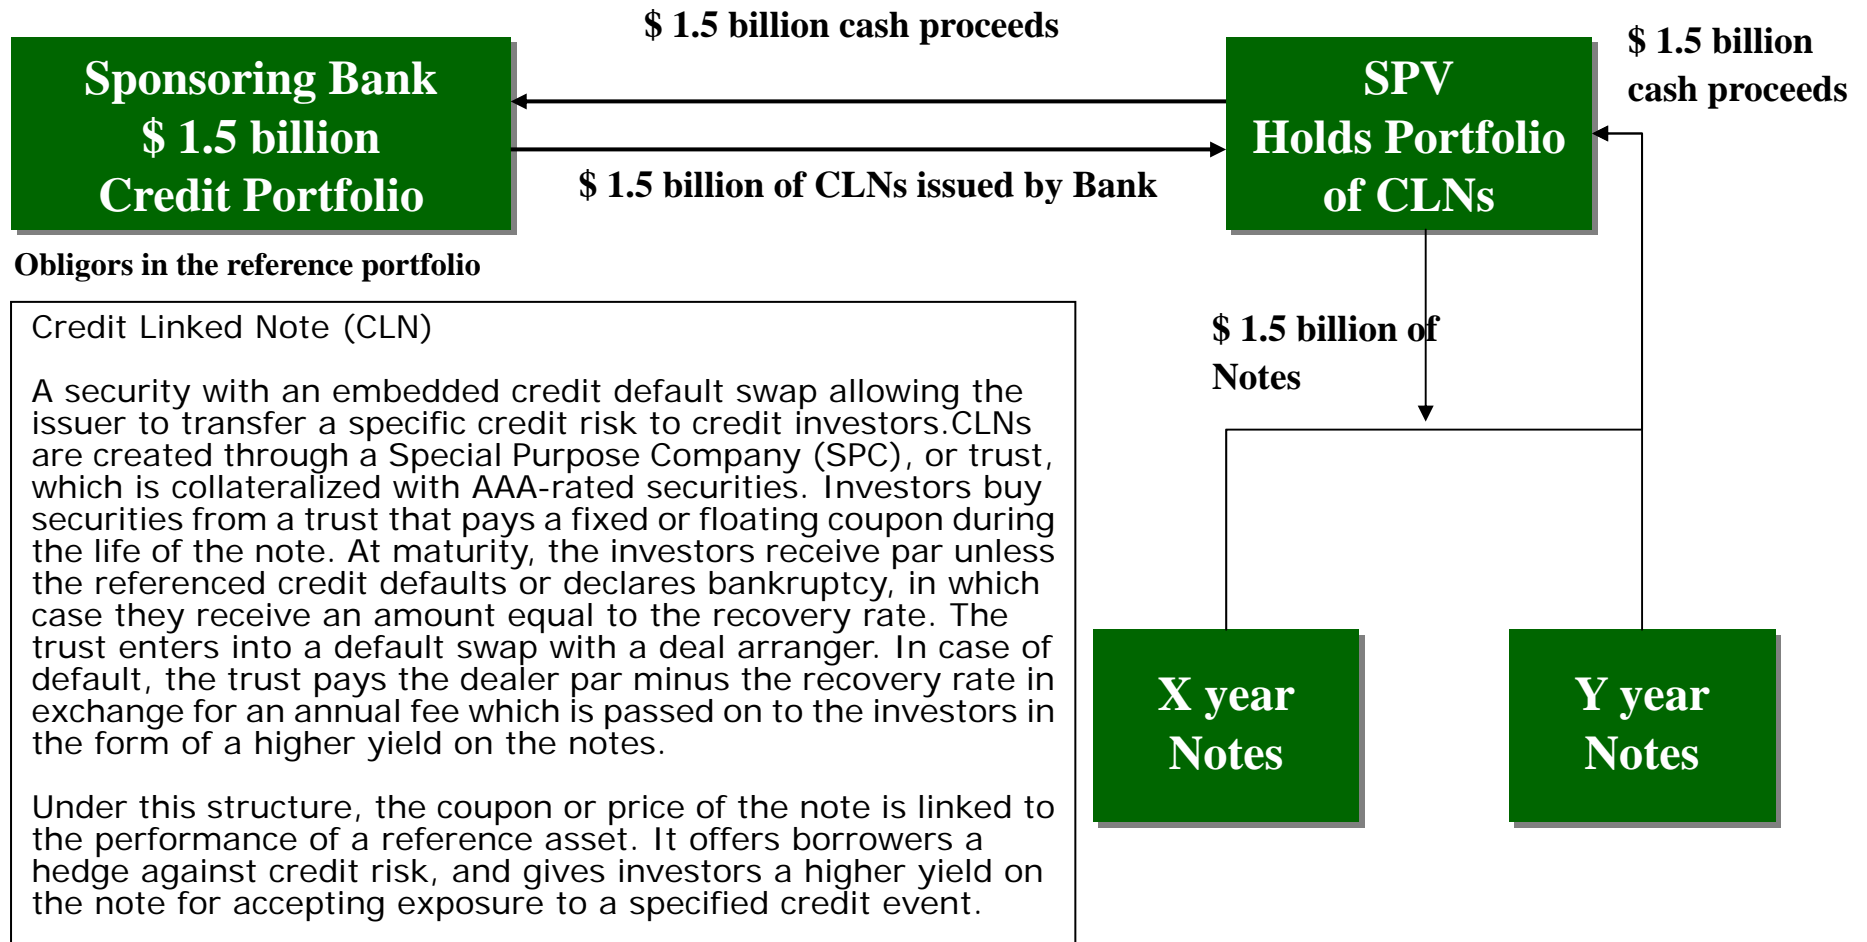 $ 1.5 billion cash proceeds
$ 1.5 billion
cash proceeds
Sponsoring Bank
$ 1.5 billion
Credit Portfolio
SPV
Holds Portfolio
of CLNs
$ 1.5 billion of CLNs issued by Bank
Obligors in the reference portfolio
Credit Linked Note (CLN)
A security with an embedded credit default swap allowing the
issuer to transfer a specific credit risk to credit investors.CLNs
are created through a Special Purpose Company (SPC), or trust,
which is collateralized with AAA-rated securities. Investors buy
securities from a trust that pays a fixed or floating coupon during
the life of the note. At maturity, the investors receive par unless
the referenced credit defaults or declares bankruptcy, in which
case they receive an amount equal to the recovery rate. The
trust enters into a default swap with a deal arranger. In case of
default, the trust pays the dealer par minus the recovery rate in
exchange for an annual fee which is passed on to the investors in
the form of a higher yield on the notes.
Under this structure, the coupon or price of the note is linked to
the performance of a reference asset. It offers borrowers a
hedge against credit risk, and gives investors a higher yield on
the note for accepting exposure to a specified credit event.
$ 1.5 billion of
Notes
X year
Notes
Y year
Notes